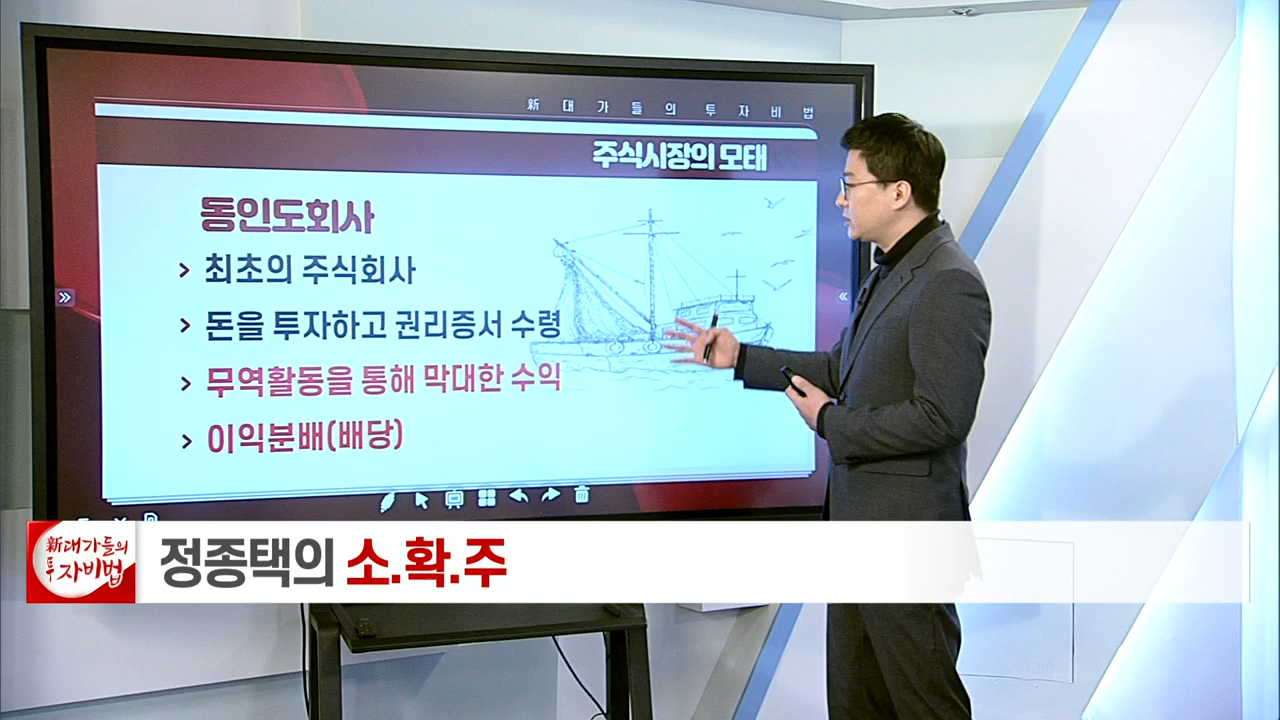 新 대 가 들 의 투 자 비 법
주식시장의 모태
동인도회사
› 최초의 주식회사
› 돈을 투자하고 권리증서 수령
› 무역활동을 통해 막대한 수익
› 이익분배(배당)
新대가들의
투자비법
정종택의 소.확.주